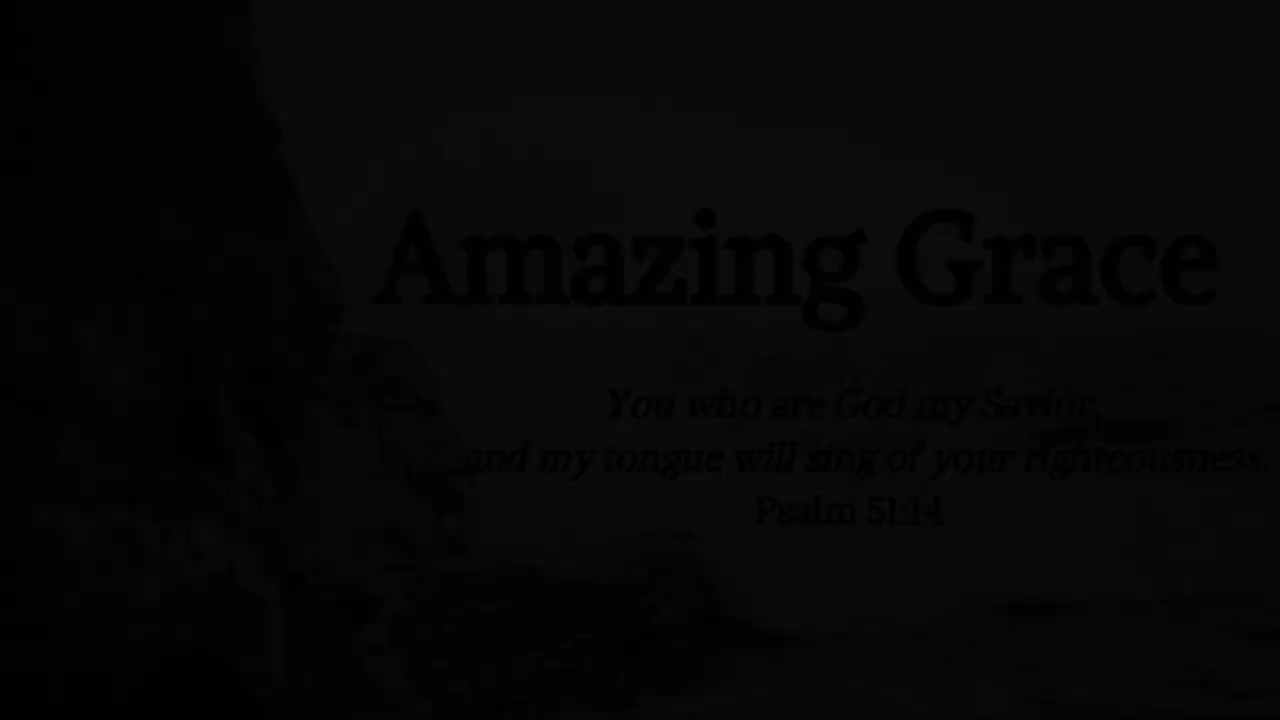 Amazing Grace
You who are God my Savior,
and my tongue will sing of your righteousness.
Psalm 51:14